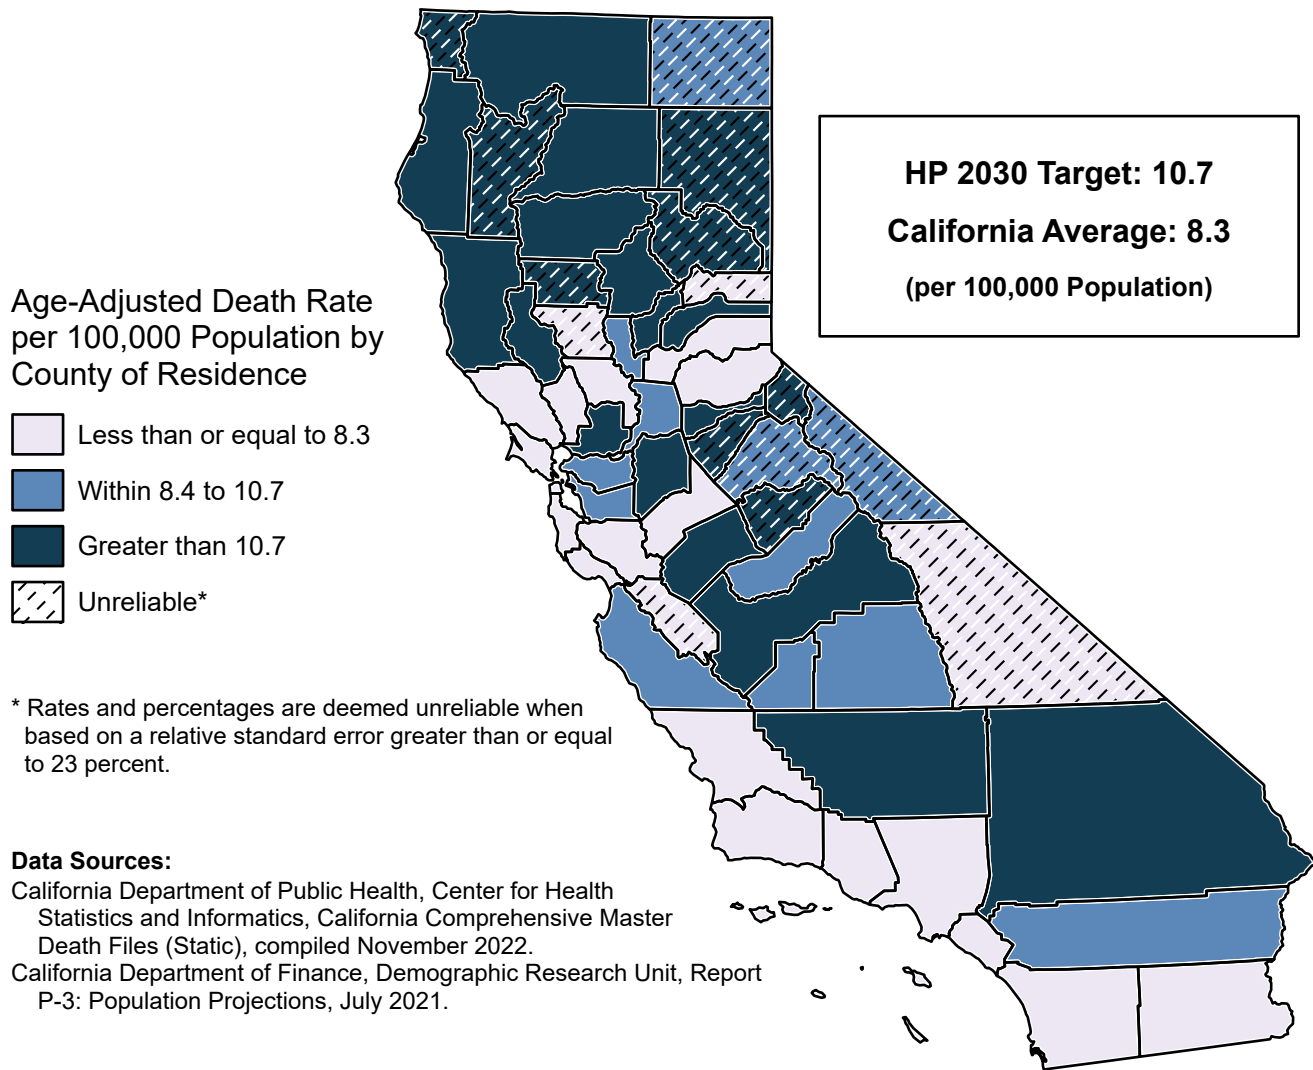 HP 2030 Target: 10.7
California Average: 8.3
(per 100,000 Population)
Age-Adjusted Death Rate
per 100,000 Population by
County of Residence
Less than or equal to 8.3
Within 8.4 to 10.7
Greater than 10.7
Unreliable*
* Rates and percentages are deemed unreliable when
based on a relative standard error greater than or equal
to 23 percent.
Data Sources:
California Department of Public Health, Center for Health
Statistics and Informatics, California Comprehensive Master
Death Files (Static), compiled November 2022.
California Department of Finance, Demographic Research Unit, Report
P-3: Population Projections, July 2021.